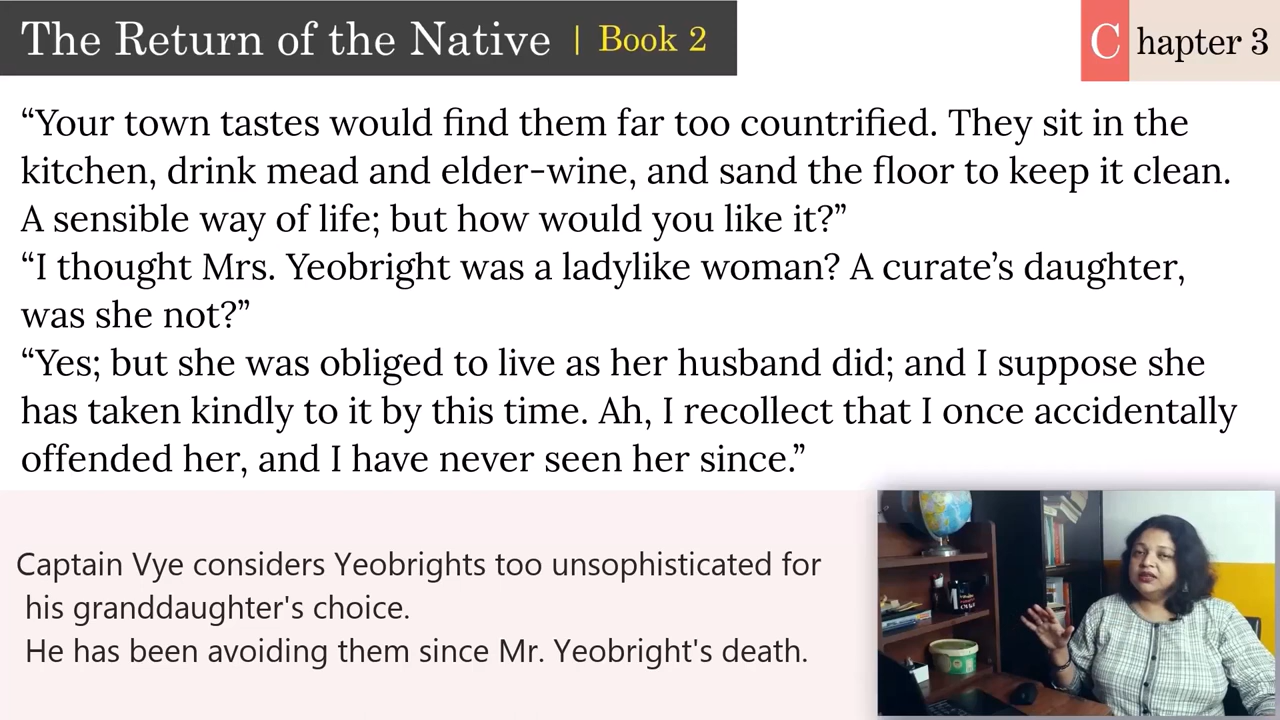 The Return of the Native | Book 2
Chapter 3
“Your town tastes would find them far too countrified. They sit in the
kitchen, drink mead and elder-wine, and sand the floor to keep it clean.
A sensible way of life; but how would you like it?”
“I thought Mrs. Yeobright was a ladylike woman? A curate’s daughter,
was she not?”
“Yes; but she was obliged to live as her husband did; and I suppose she
has taken kindly to it by this time. Ah, I recollect that I once accidentally
offended her, and I have never seen her since.”
Captain Vye considers Yeobrights too unsophisticated for
his granddaughter's choice.
He has been avoiding them since Mr. Yeobright's death.